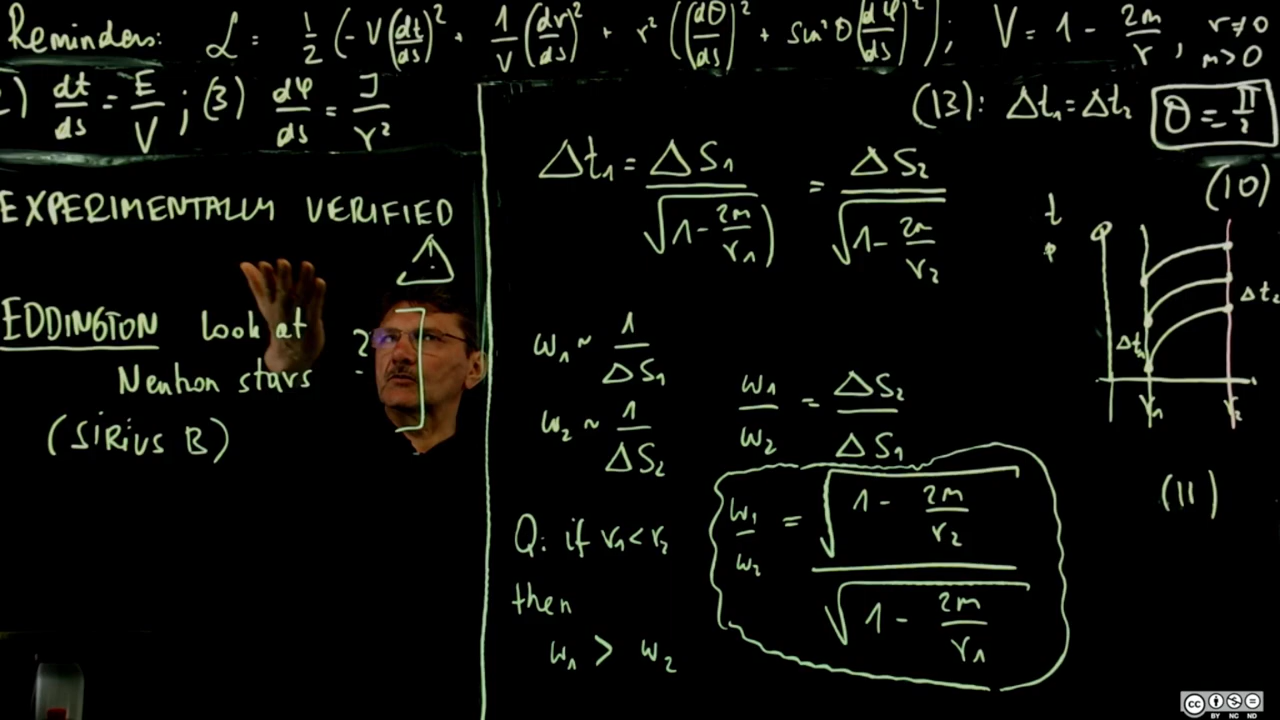 Reminders: L = 1/2 (-V(dt/ds)² + 1/V (dr/ds)² + r² ((dθ/ds)² + sin²θ(dφ/ds)²)); V = 1 - 2m/r, r≠0
m>0
) dt/ds = E/V ; (3) dφ/ds = J/r²
(13): Δt₁ = Δt₂
θ = π/2
EXPERIMENTALLY VERIFIED
!
EDDINGTON Look at
Neutron stars
?
(SIRIUS B)
Δt₁ = ΔS₁/√(1 - 2m/r₁) = ΔS₂/√(1 - 2m/r₂)
ω₁ ~ 1/ΔS₁
ω₂ ~ 1/ΔS₂
ω₁/ω₂ = ΔS₂/ΔS₁
Q: if r₁ < r₂
then
ω₁ > ω₂
ω₁/ω₂ = √(1 - 2m/r₂) / √(1 - 2m/r₁)
(10)
t
Δt₂
Δt₁
r₁ r₂
(11)
cc
BY NC ND